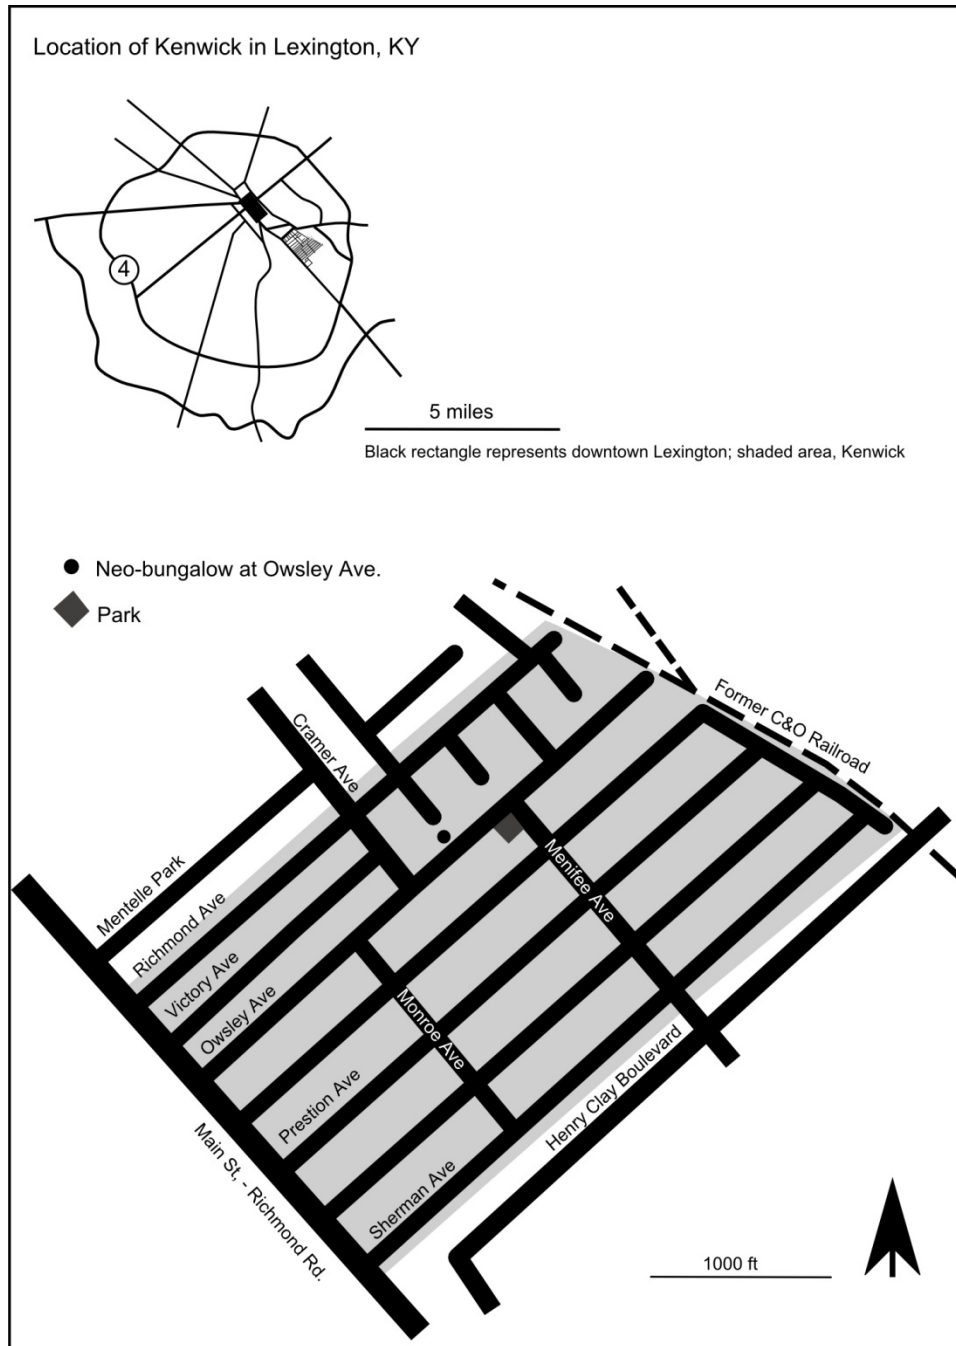 Location of Kenwick in Lexington, KY
4
5 miles
Black rectangle represents downtown Lexington; shaded area, Kenwick
Neo-bungalow at Owsley Ave.
Park
Former C&O Railroad
Cramer Ave
Mentelle Park
Menifee Ave
Richmond Ave
Victory Ave
Owsley Ave
Monroe Ave
Prestion Ave
Henry Clay Boulevard
Sherman Ave
Main St, - Richmond Rd.
1000 ft